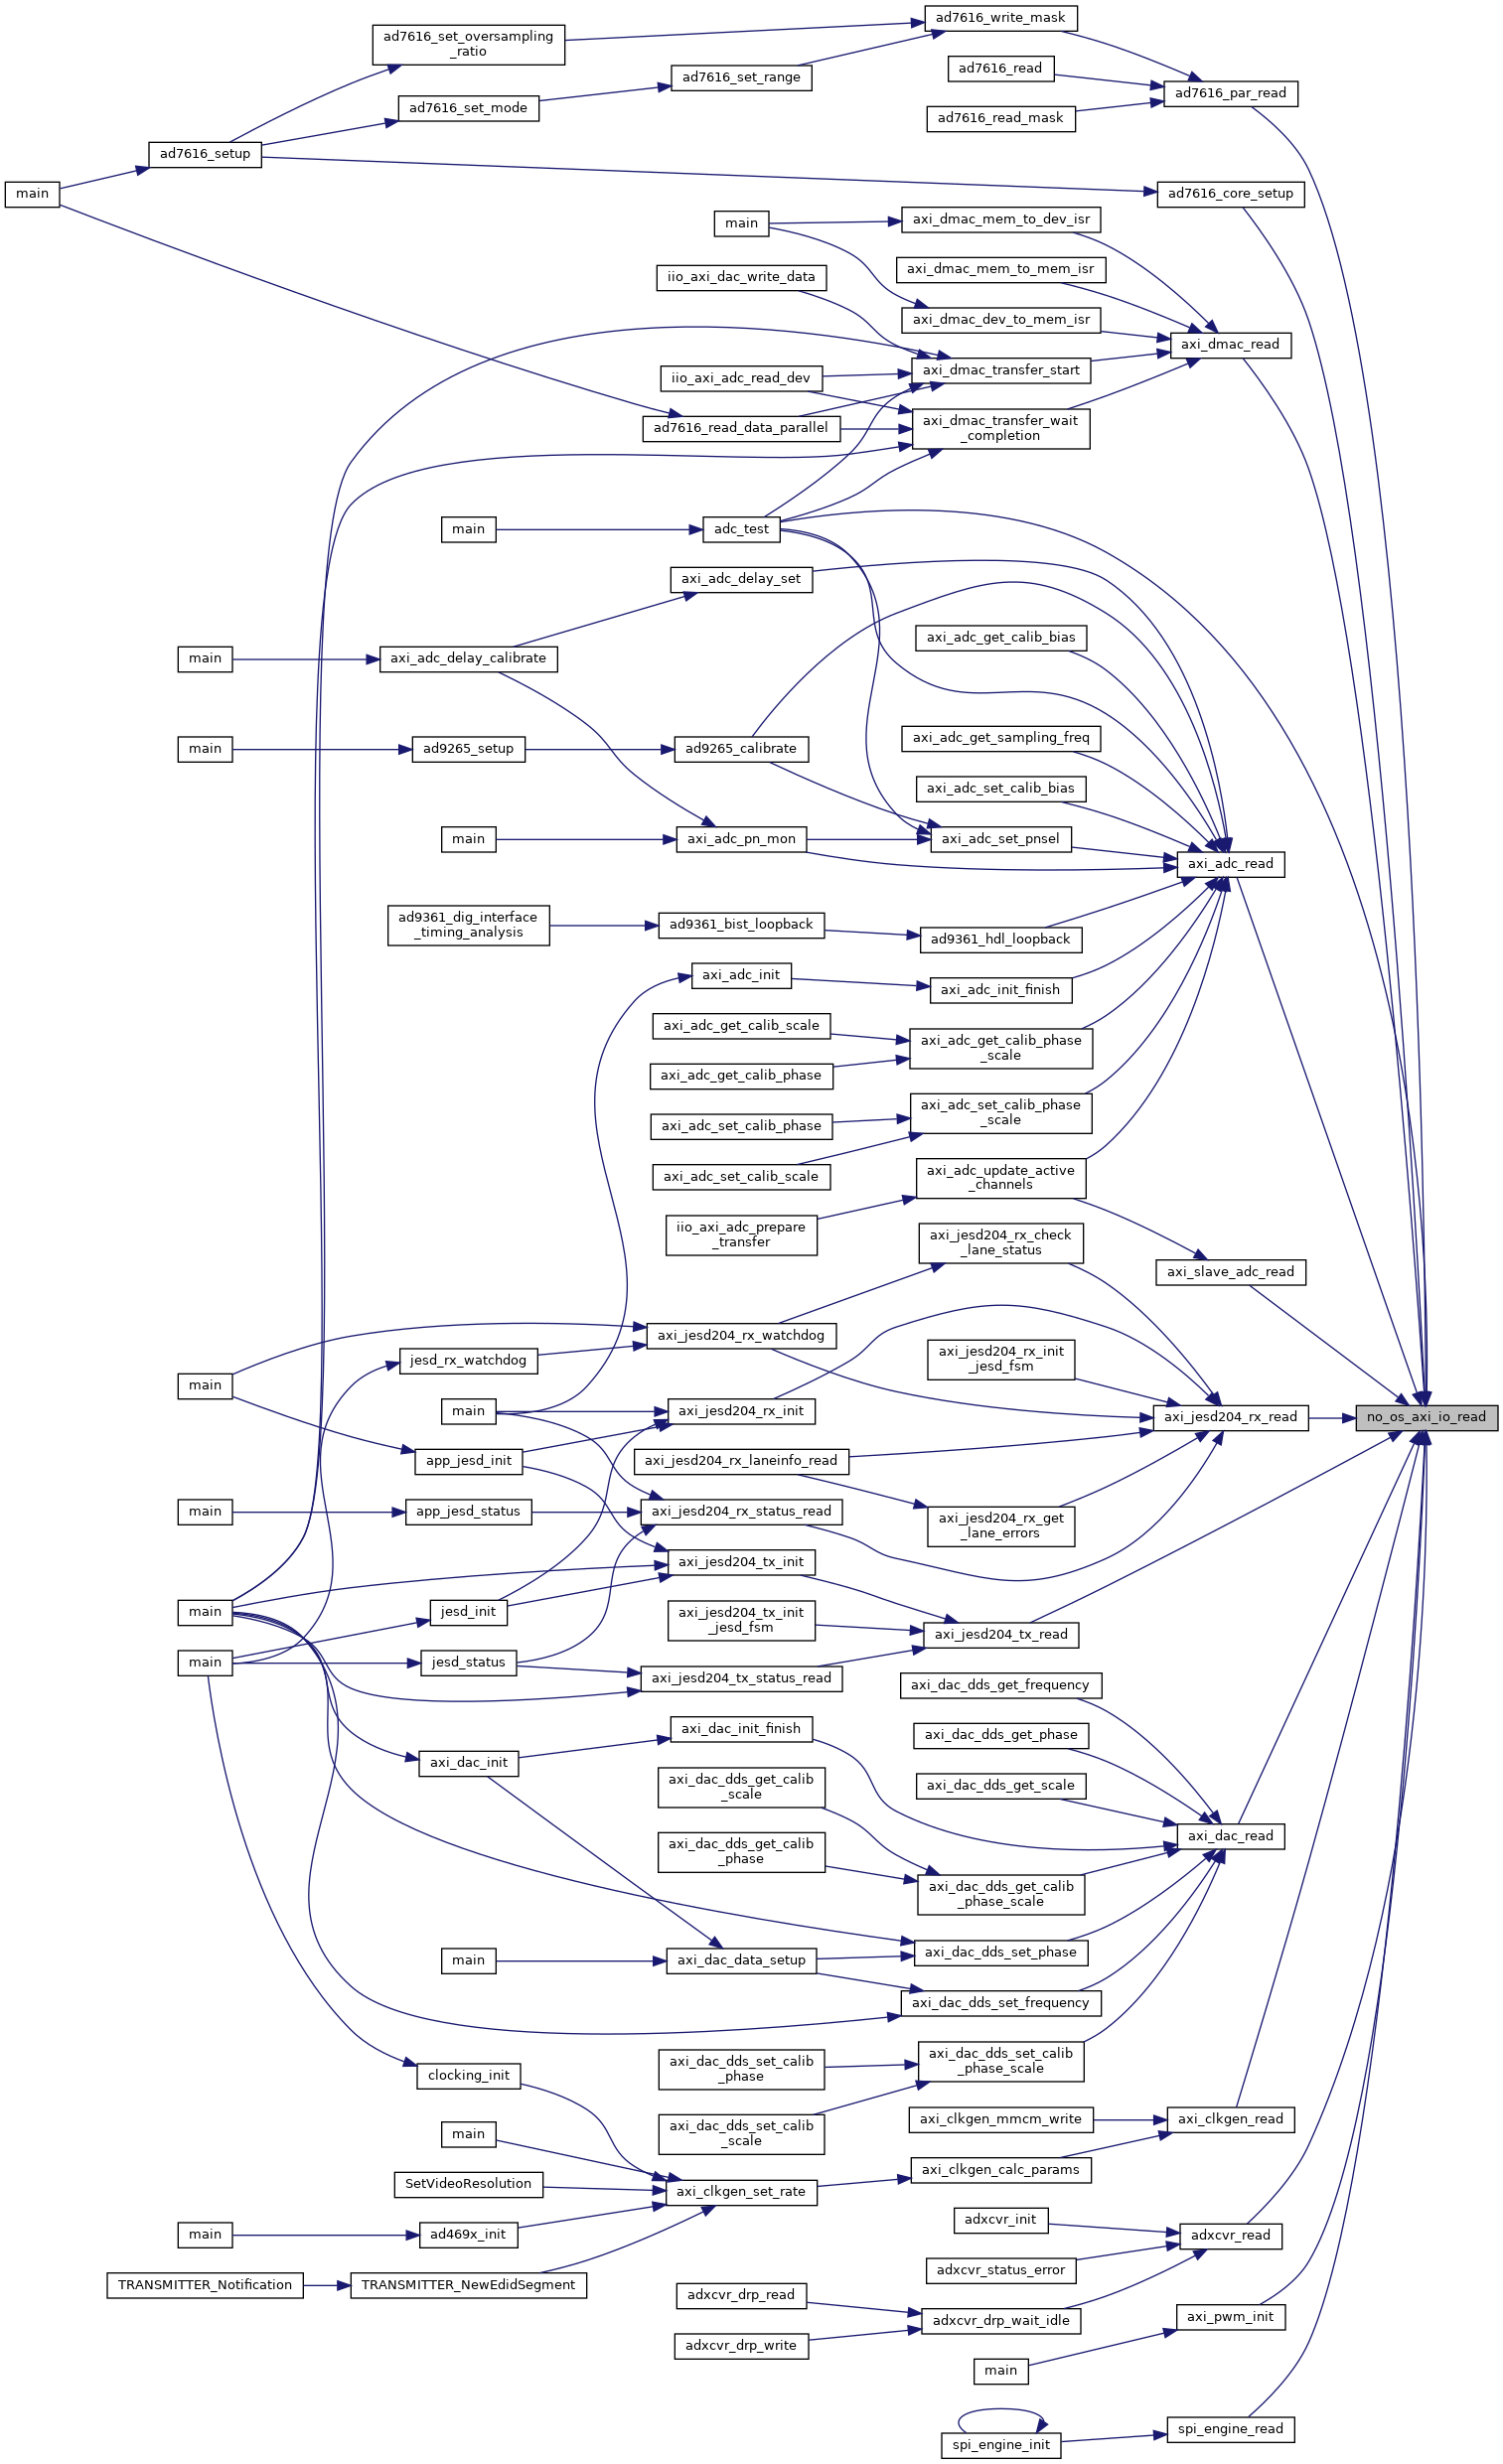 ad7616_write_mask
ad7616_set_oversampling
_ratio
ad7616_read
ad7616_set_range
ad7616_par_read
ad7616_set_mode
ad7616_read_mask
ad7616_setup
main
ad7616_core_setup
axi_dmac_mem_to_dev_isr
main
axi_dmac_mem_to_mem_isr
iio_axi_dac_write_data
axi_dmac_dev_to_mem_isr
axi_dmac_read
axi_dmac_transfer_start
iio_axi_adc_read_dev
axi_dmac_transfer_wait
_completion
ad7616_read_data_parallel
main
adc_test
axi_adc_delay_set
axi_adc_get_calib_bias
main
axi_adc_delay_calibrate
axi_adc_get_sampling_freq
main
ad9265_setup
ad9265_calibrate
axi_adc_set_calib_bias
main
axi_adc_pn_mon
axi_adc_set_pnsel
axi_adc_read
ad9361_dig_interface
_timing_analysis
ad9361_bist_loopback
ad9361_hdl_loopback
axi_adc_init
axi_adc_init_finish
axi_adc_get_calib_scale
axi_adc_get_calib_phase
_scale
axi_adc_get_calib_phase
axi_adc_set_calib_phase
_scale
axi_adc_set_calib_phase
axi_adc_set_calib_scale
axi_adc_update_active
_channels
iio_axi_adc_prepare
_transfer
axi_jesd204_rx_check
_lane_status
axi_slave_adc_read
axi_jesd204_rx_watchdog
jesd_rx_watchdog
axi_jesd204_rx_init
_jesd_fsm
main
main
axi_jesd204_rx_init
axi_jesd204_rx_read
no_os_axi_io_read
app_jesd_init
axi_jesd204_rx_laneinfo_read
main
app_jesd_status
axi_jesd204_rx_status_read
axi_jesd204_rx_get
_lane_errors
axi_jesd204_tx_init
main
jesd_init
axi_jesd204_tx_init
_jesd_fsm
axi_jesd204_tx_read
main
jesd_status
axi_jesd204_tx_status_read
axi_dac_dds_get_frequency
axi_dac_init_finish
axi_dac_dds_get_phase
axi_dac_init
axi_dac_dds_get_calib
_scale
axi_dac_dds_get_scale
axi_dac_read
axi_dac_dds_get_calib
_phase
axi_dac_dds_get_calib
_phase_scale
main
axi_dac_data_setup
axi_dac_dds_set_phase
axi_dac_dds_set_frequency
clocking_init
axi_dac_dds_set_calib
_phase
axi_dac_dds_set_calib
_phase_scale
main
axi_dac_dds_set_calib
_scale
axi_clkgen_mmcm_write
axi_clkgen_read
SetVideoResolution
axi_clkgen_set_rate
axi_clkgen_calc_params
main
ad469x_init
adxcvr_init
adxcvr_read
TRANSMITTER_Notification
TRANSMITTER_NewEdidSegment
adxcvr_status_error
adxcvr_drp_read
adxcvr_drp_wait_idle
axi_pwm_init
adxcvr_drp_write
main
spi_engine_init
spi_engine_read